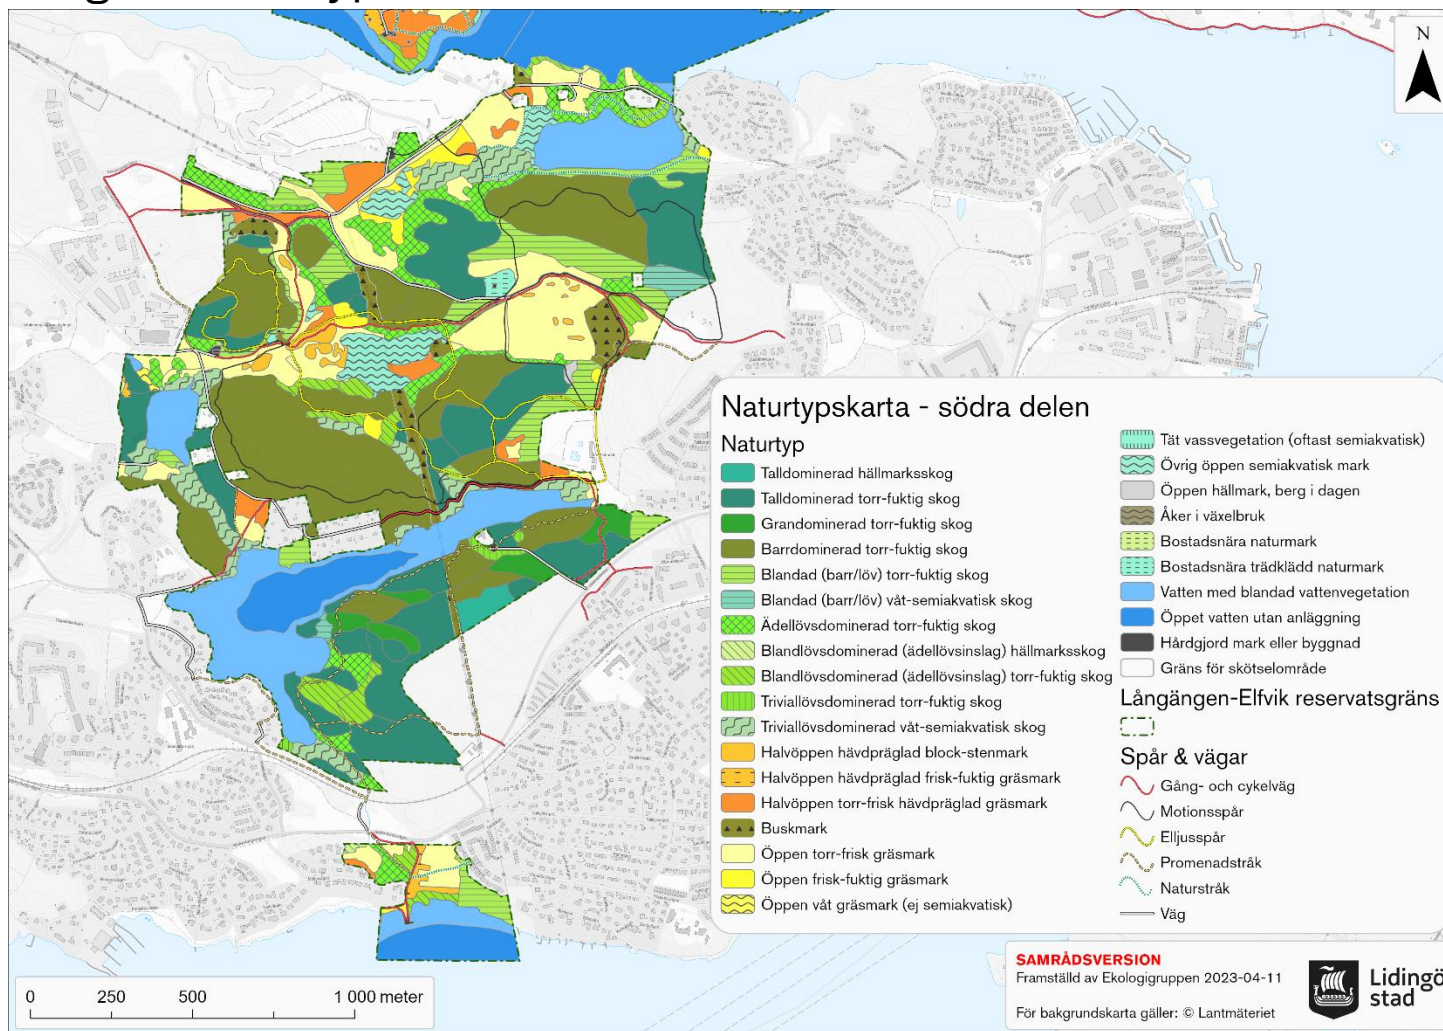 N
Naturtypskarta - södra delen
Naturtyp
Talldominerad hällmarksskog
Talldominerad torr-fuktig skog
Grandominerad torr-fuktig skog
Barrdominerad torr-fuktig skog
Blandad (barr/löv) torr-fuktig skog
Blandad (barr/löv) våt-semiakvatisk skog
Ädellövsdominerad torr-fuktig skog
Blandlövsdominerad (ädellövsinslag) hällmarksskog
Blandlövsdominerad (ädellövsinslag) torr-fuktig skog
Triviallövsdominerad torr-fuktig skog
Triviallövsdominerad våt-semiakvatisk skog
Halvöppen hävdpräglad block-stenmark
Halvöppen hävdpräglad frisk-fuktig gräsmark
Halvöppen torr-frisk hävdpräglad gräsmark
Buskmark
Öppen torr-frisk gräsmark
Öppen frisk-fuktig gräsmark
Öppen våt gräsmark (ej semiakvatisk)
Tät vassvegetation (oftast semiakvatisk)
Övrig öppen semiakvatisk mark
Öppen hällmark, berg i dagen
Åker i växelbruk
Bostadsnära naturmark
Bostadsnära trädklädd naturmark
Vatten med blandad vattenvegetation
Öppet vatten utan anläggning
Hårdgjord mark eller byggnad
Gräns för skötselområde
Långängen-Elfvik reservatsgräns
Spår & vägar
Gång- och cykelväg
Motionsspår
Elljusspår
Promenadstråk
Naturstråk
Väg
0 250 500 1 000 meter
SAMRÅDSVERSION
Framställd av Ekologigruppen 2023-04-11
För bakgrundskarta gäller: © Lantmäteriet
Lidingö
stad